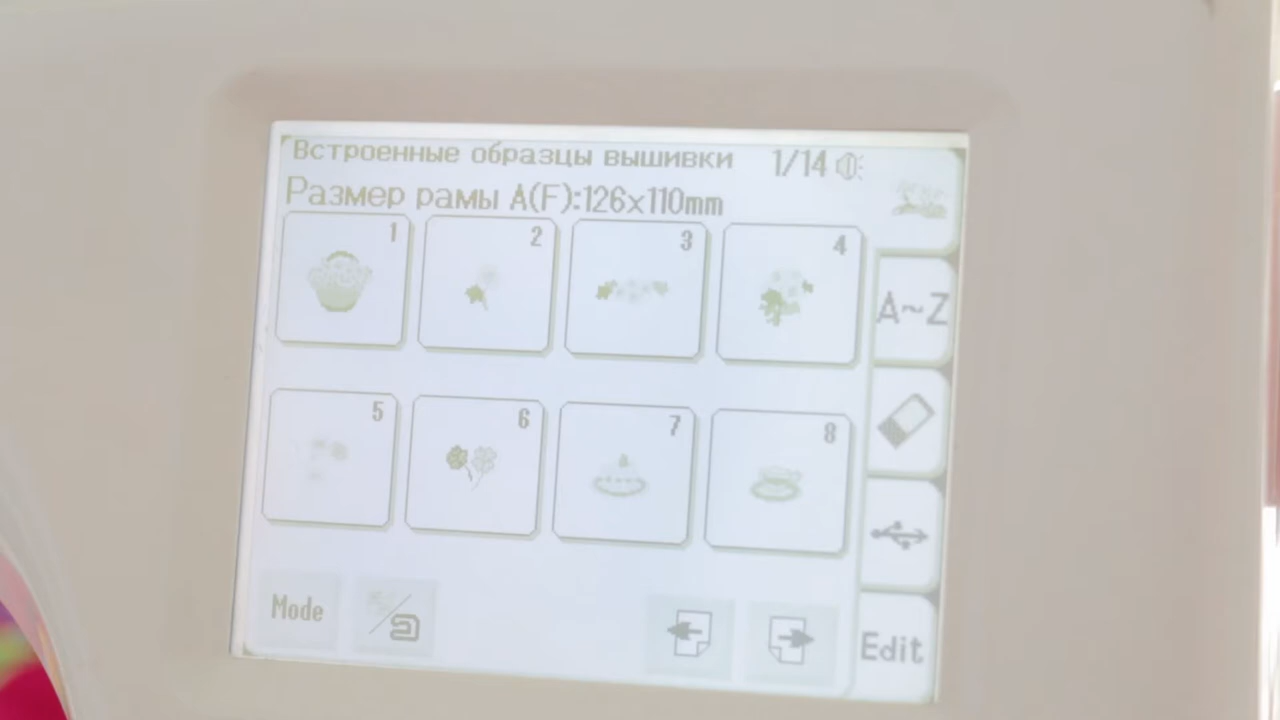 Встроенные образцы вышивки 1/14
Размер рамы A(F):126x110mm
1 2 3 4
A~Z
5 6 7 8
Mode
Edit